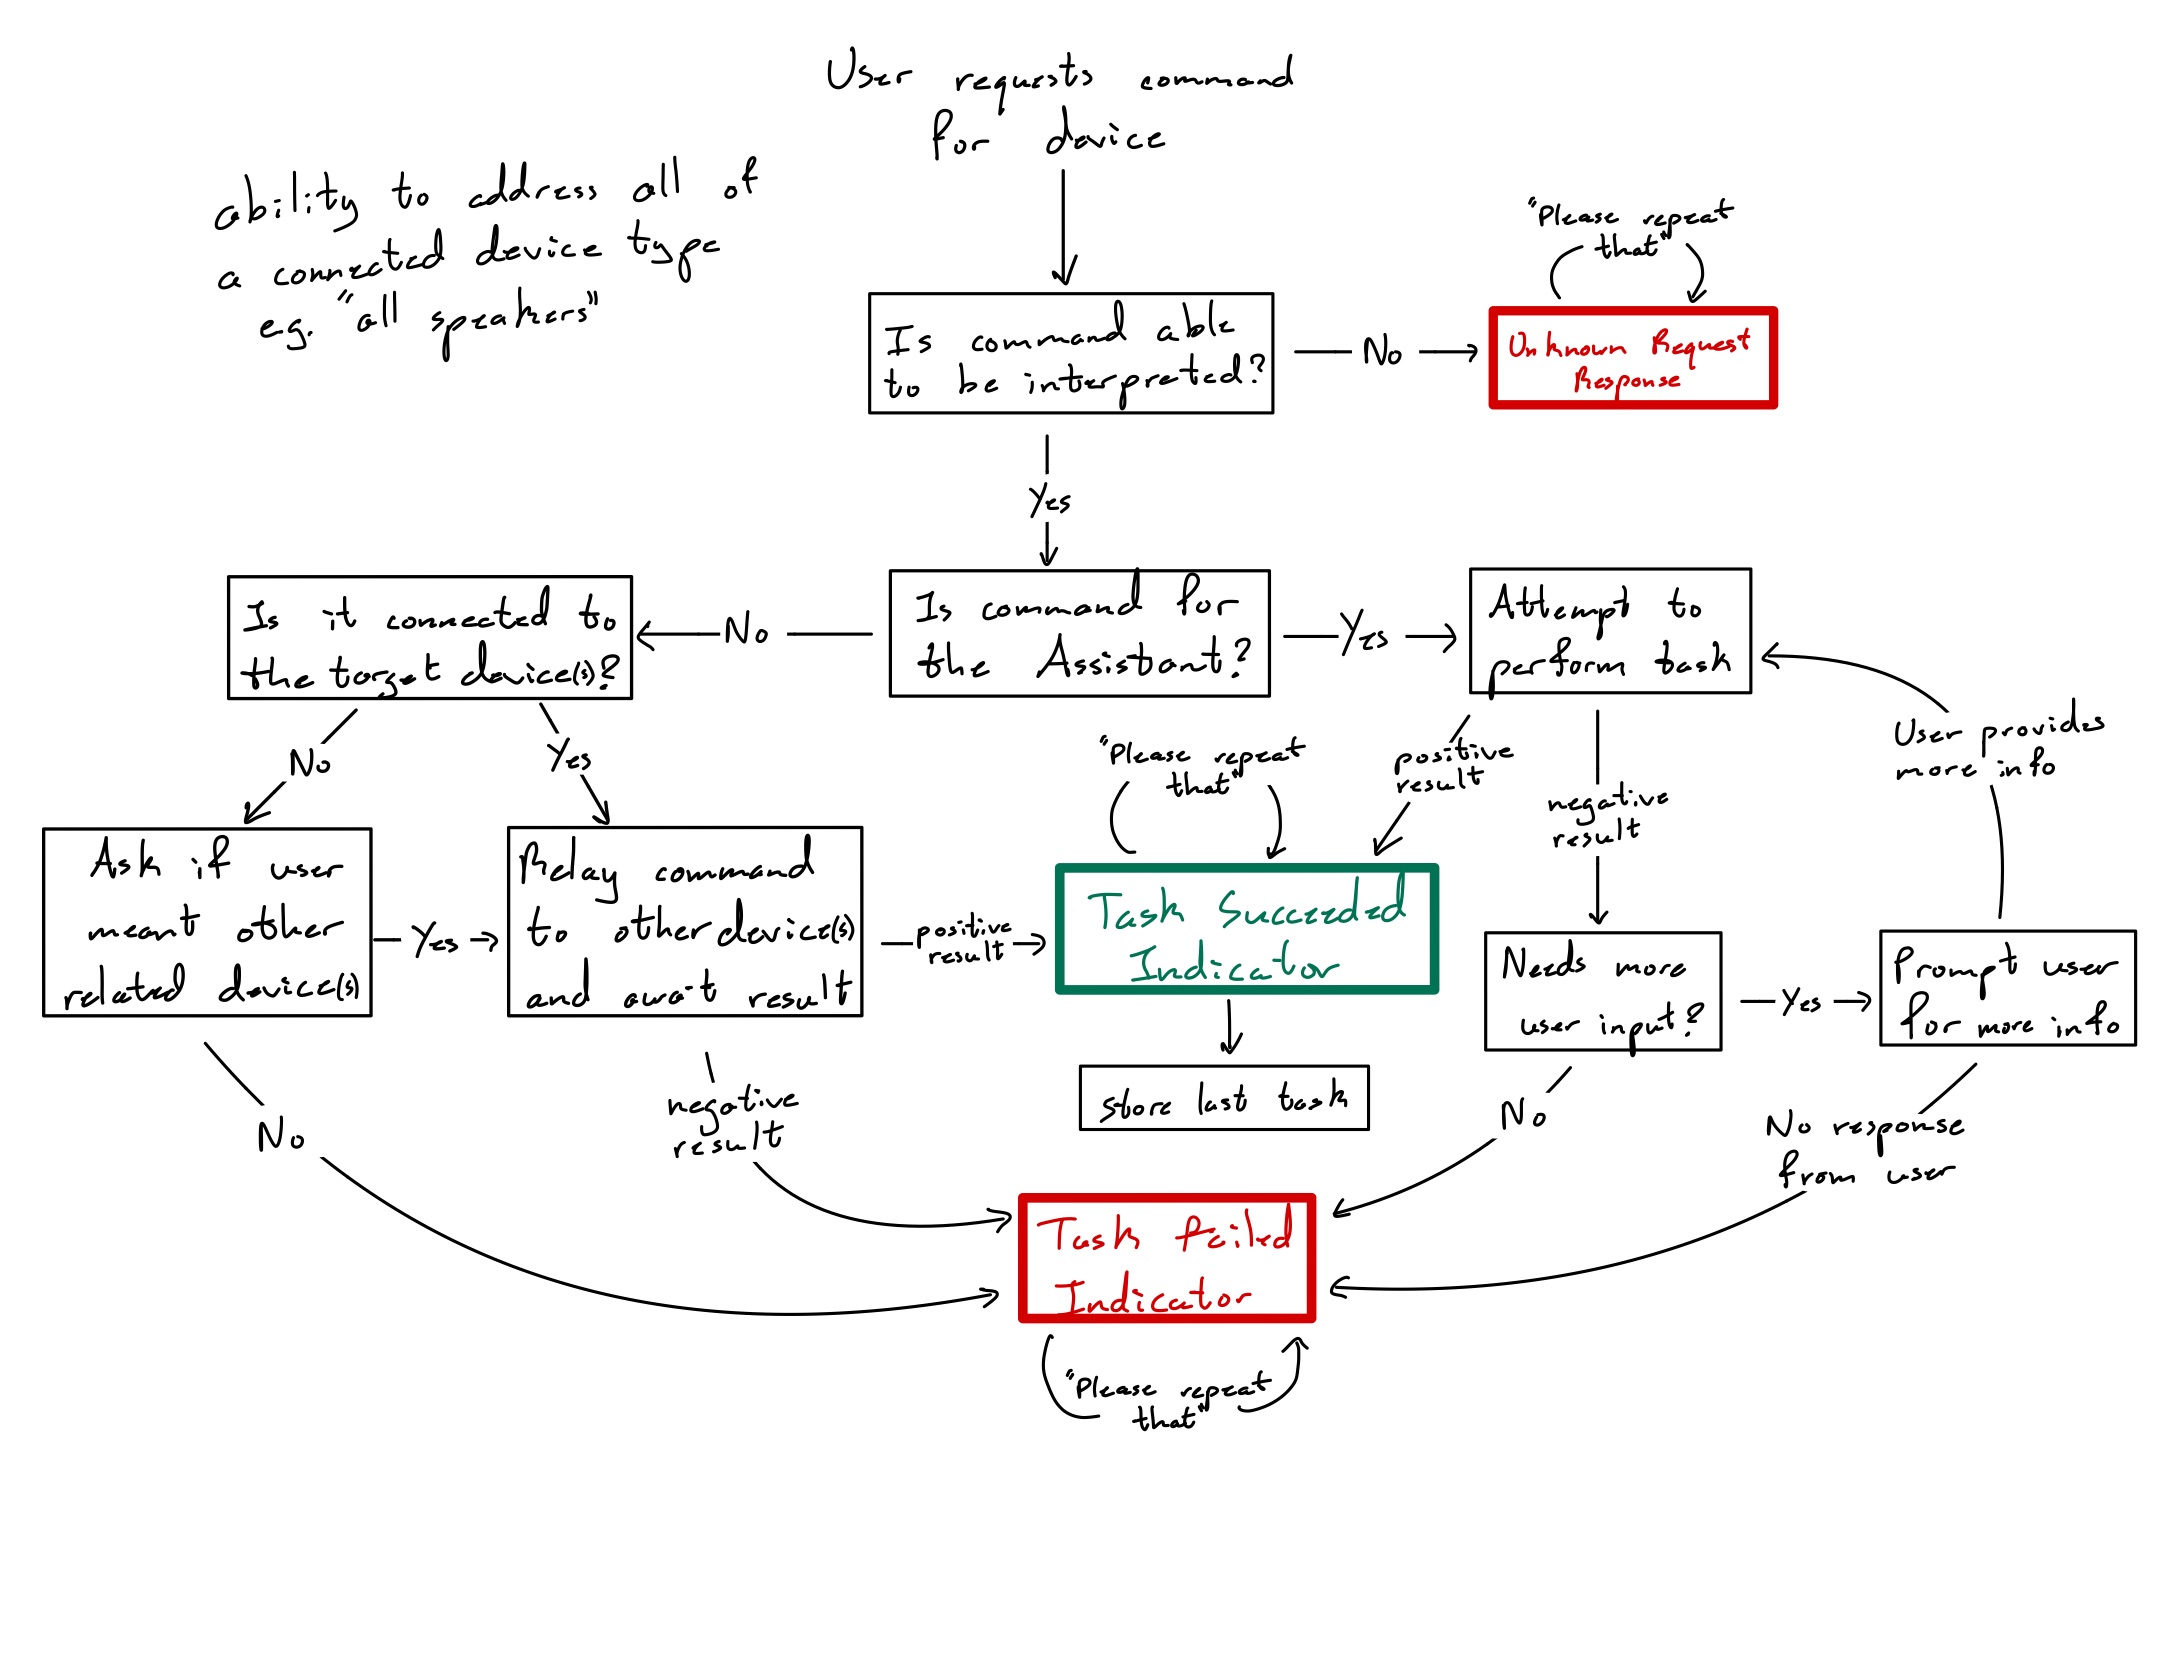 User requests command
for device
ability to address all of
a connected device type
eg. "all speakers"
"Please repeat
that"
Is command able
to be interpreted?
No
Unknown Request
Response
Yes
Is it connected to
the target device(s)?
No
Is command for
the Assistant?
Yes
Attempt to
perform task
No
Yes
"Please repeat
that"
positive
result
negative
result
User provides
more info
Ask if user
meant other
related device(s)
Yes
Relay command
to other device(s)
and await result
positive
result
Task Succeeded
Indicator
Needs more
user input?
Yes
Prompt user
for more info
store last task
No
negative
result
No
No response
from user
Task failed
Indicator
"Please repeat
that"